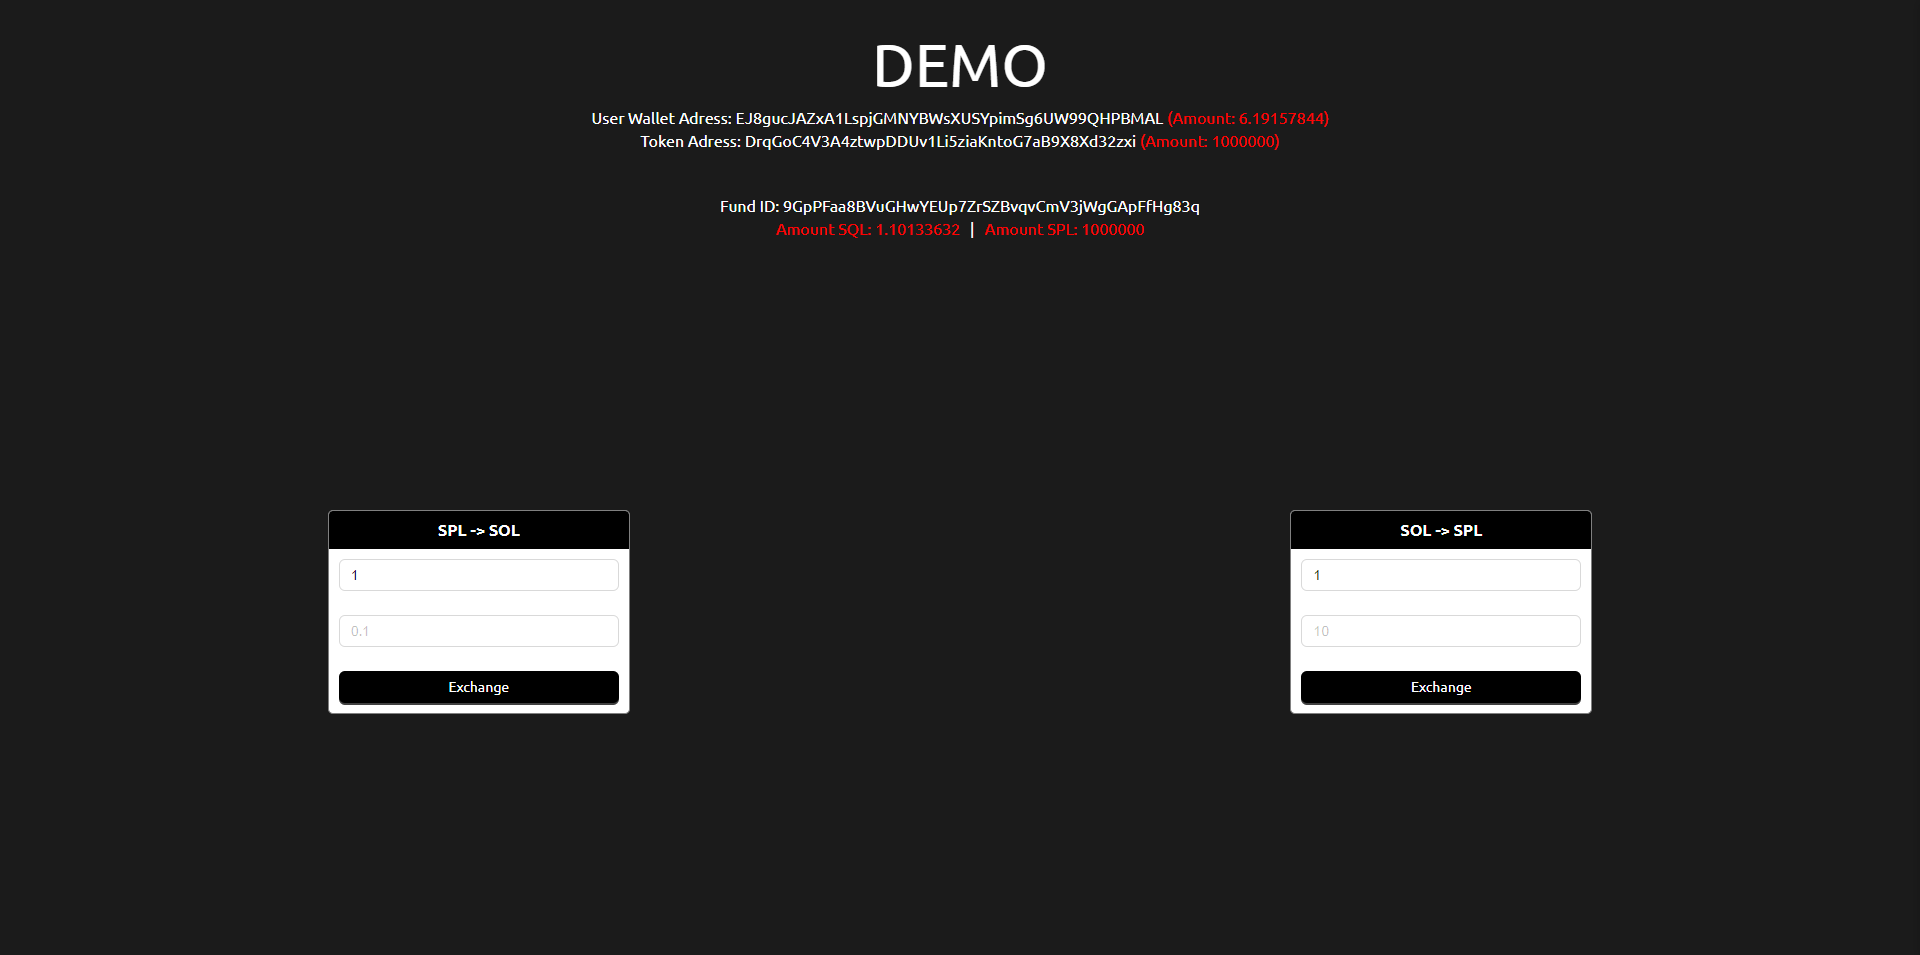 DEMO
User Wallet Adress: EJ8gucJAZxA1LspjGMNYBWsXUSYpimSg6UW99QHPBMAL (Amount: 6.19157844)
Token Adress: DrqGoC4V3A4ztwpDDUv1Li5ziaKntoG7aB9X8Xd32zxi (Amount: 1000000)
Fund ID: 9GpPFaa8BVuGHwYEUp7ZrSZBvqvCmV3jWgGApFfHg83q
Amount SQL: 1.10133632 | Amount SPL: 1000000
SPL -> SOL
1
0.1
Exchange
SOL -> SPL
1
10
Exchange